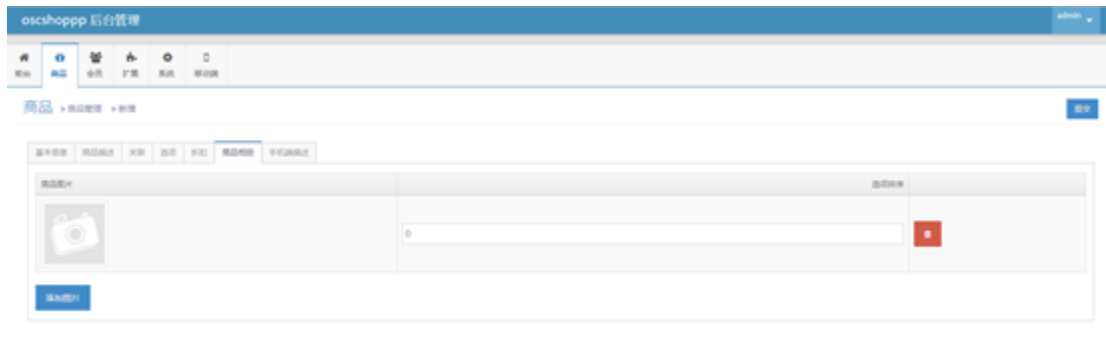 oscshoppp 后台管理
admin
商品 会员 扩展 系统 移动端
商品 » 商品管理 » 新增
提交
基本信息 商品描述 关联 选项 折扣 商品相册 手机端描述
商品图片 选项排序
0
添加图片